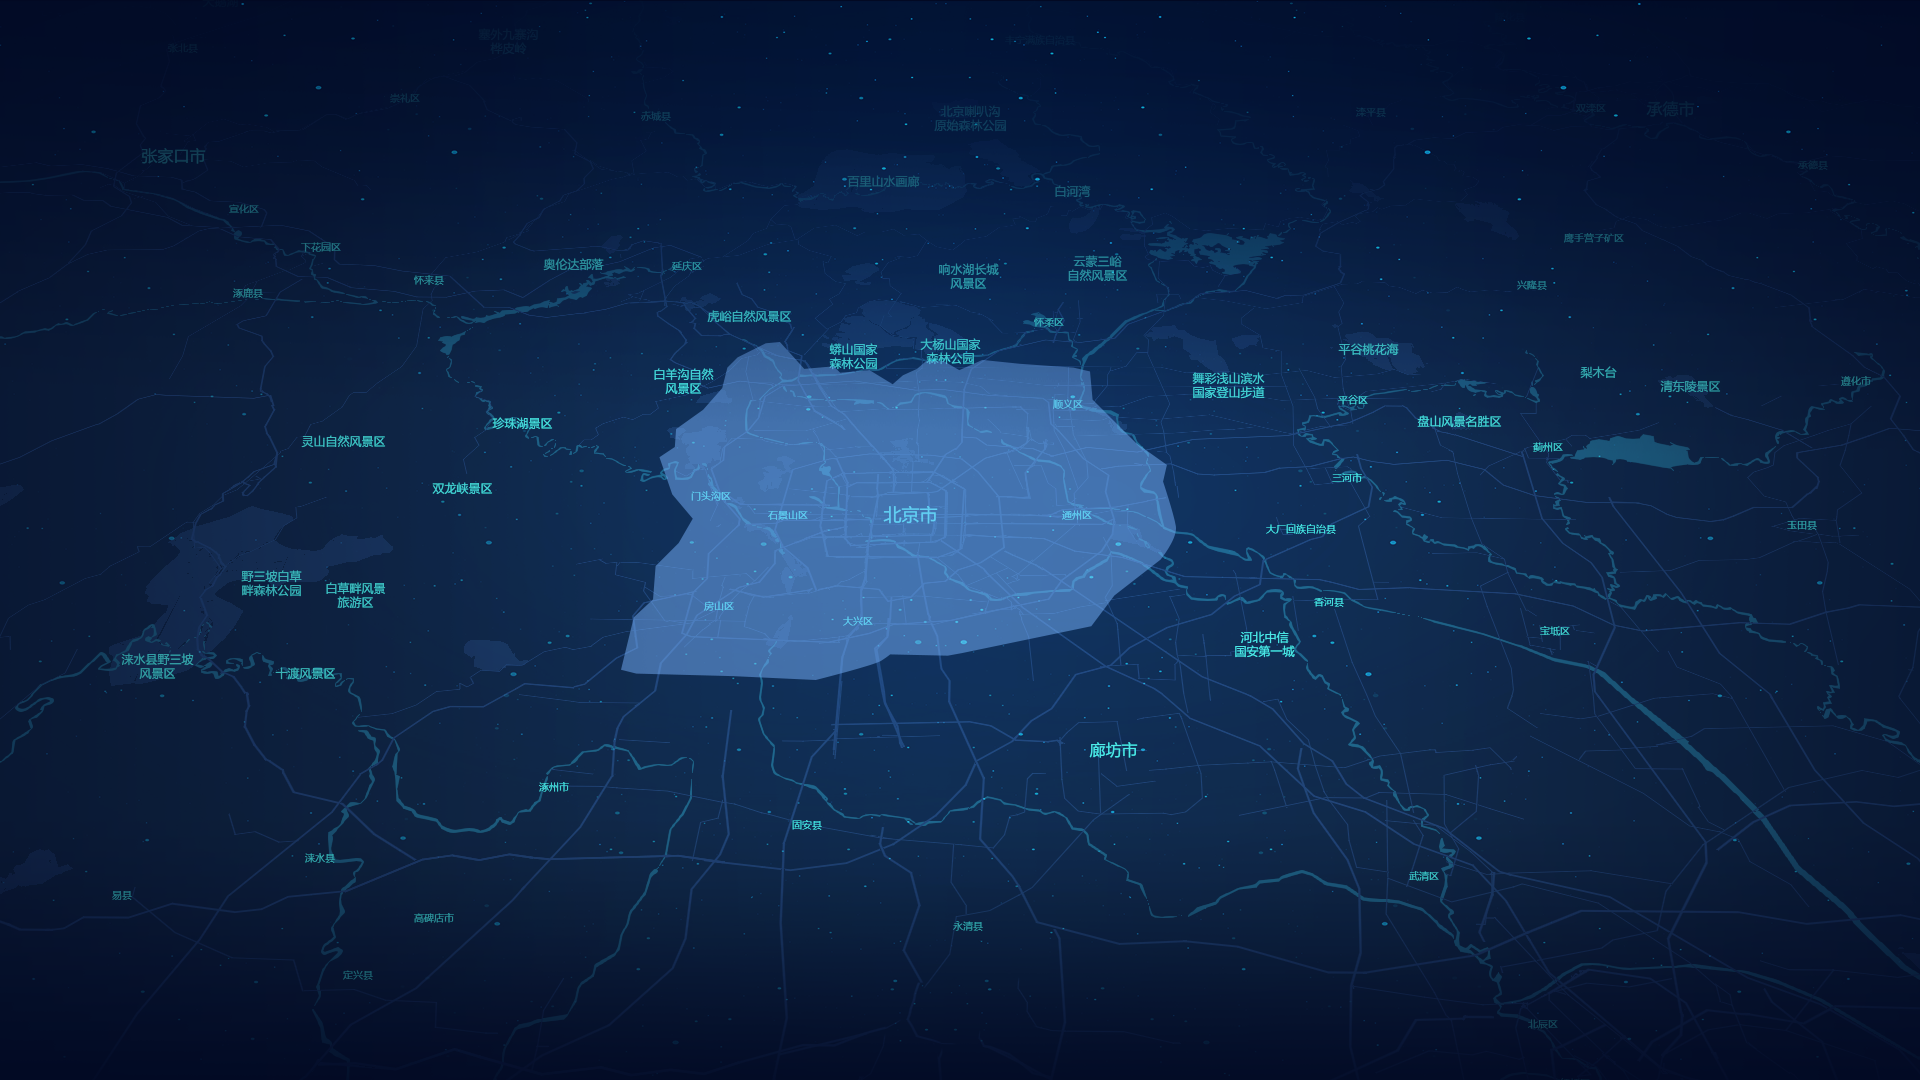 张北县
塞外九寨沟
桦皮岭
崇礼区
赤城县
北京喇叭沟
原始森林公园
滦平县
双滦区
承德市
张家口市
承德县
百里山水画廊
白河湾
宣化区
鹰手营子矿区
下花园区
奥伦达部落
延庆区
响水湖长城
风景区
云蒙三峪
自然风景区
怀来县
涿鹿县
兴隆县
虎峪自然风景区
怀柔区
蟒山国家
森林公园
大杨山国家
森林公园
平谷桃花海
白羊沟自然
风景区
舞彩浅山滨水
国家登山步道
梨木台
清东陵景区
遵化市
顺义区
平谷区
珍珠湖景区
盘山风景名胜区
灵山自然风景区
蓟州区
三河市
双龙峡景区
门头沟区
石景山区
北京市
通州区
大厂回族自治县
玉田县
野三坡白草
畔森林公园
白草畔风景
旅游区
房山区
大兴区
香河县
宝坻区
河北中信
国安第一城
涞水县野三坡
风景区
十渡风景区
廊坊市
涿州市
固安县
涞水县
武清区
易县
高碑店市
永清县
定兴县
北辰区